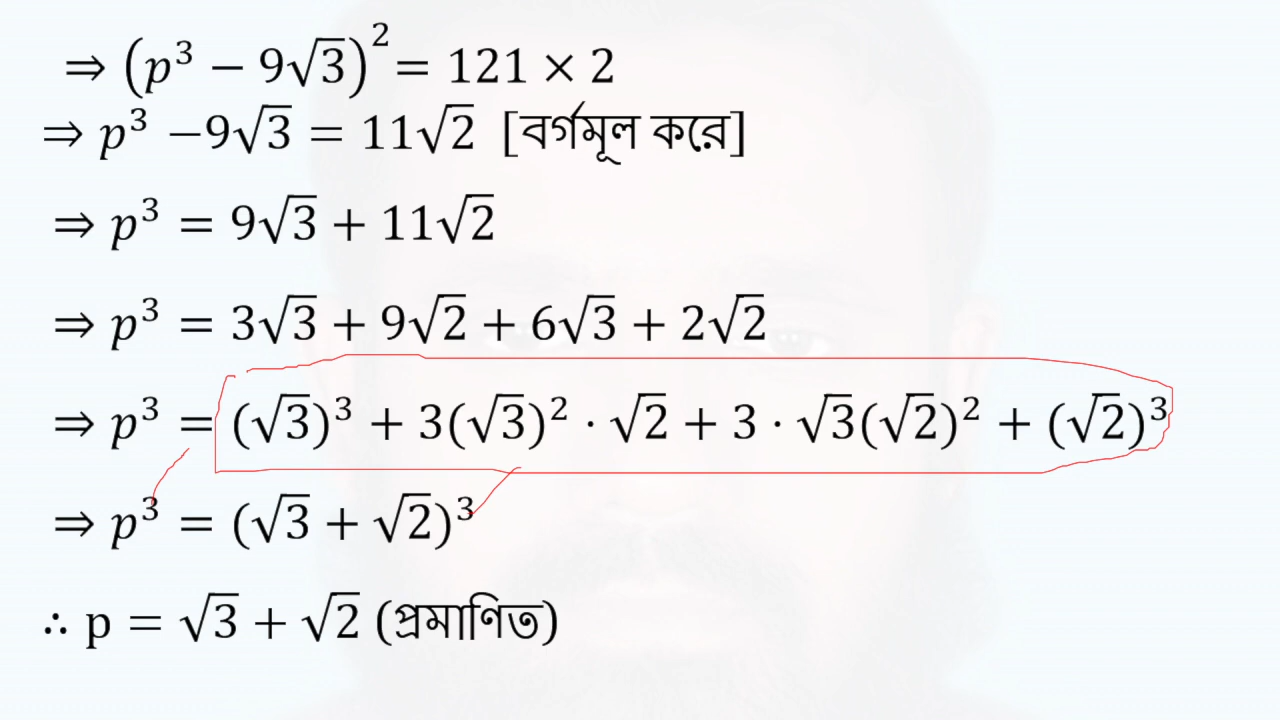 ⇒ (p³ − 9√3)² = 121 × 2
⇒ p³ −9√3 = 11√2 [বর্গমূল করে]
⇒ p³ = 9√3 + 11√2
⇒ p³ = 3√3 + 9√2 + 6√3 + 2√2
⇒ p³ = (√3)³ + 3(√3)² · √2 + 3 · √3(√2)² + (√2)³
⇒ p³ = (√3 + √2)³
∴ p = √3 + √2 (প্রমাণিত)